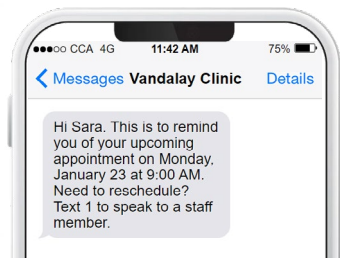 ●●●○○ CCA 4G 11:42 AM 75%
Messages Vandalay Clinic Details
Hi Sara. This is to remind
you of your upcoming
appointment on Monday,
January 23 at 9:00 AM.
Need to reschedule?
Text 1 to speak to a staff
member.